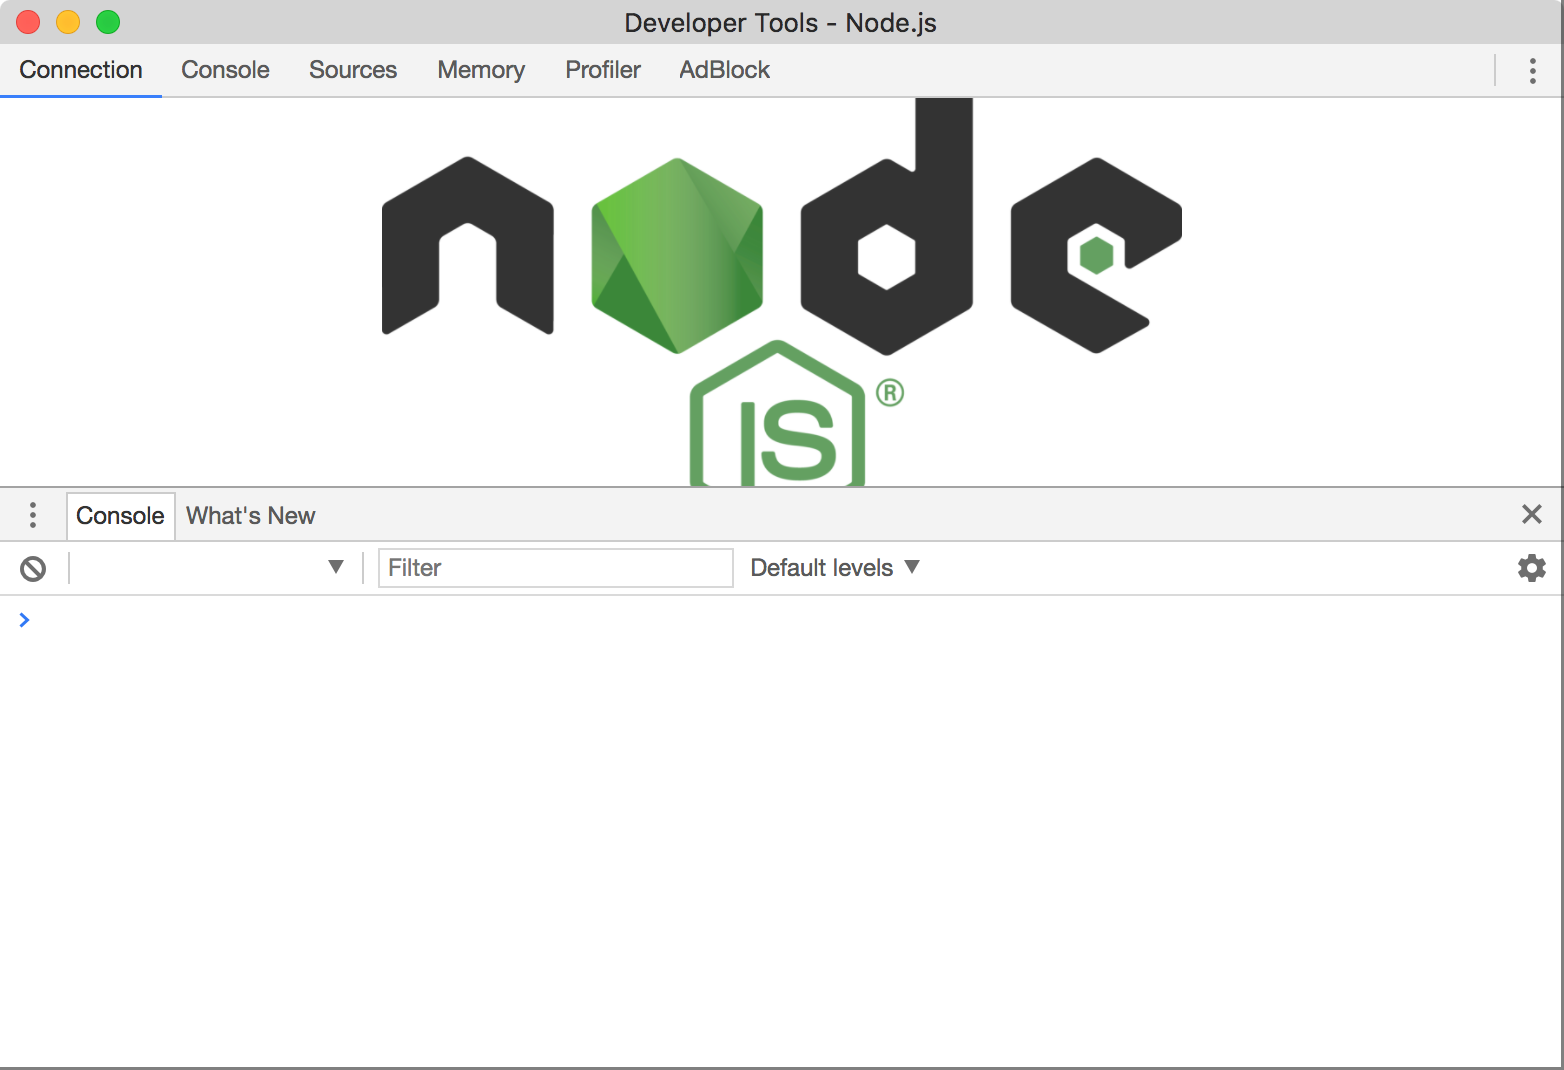 Developer Tools - Node.js
Connection Console Sources Memory Profiler AdBlock
node
JS®
Console What's New
Filter Default levels